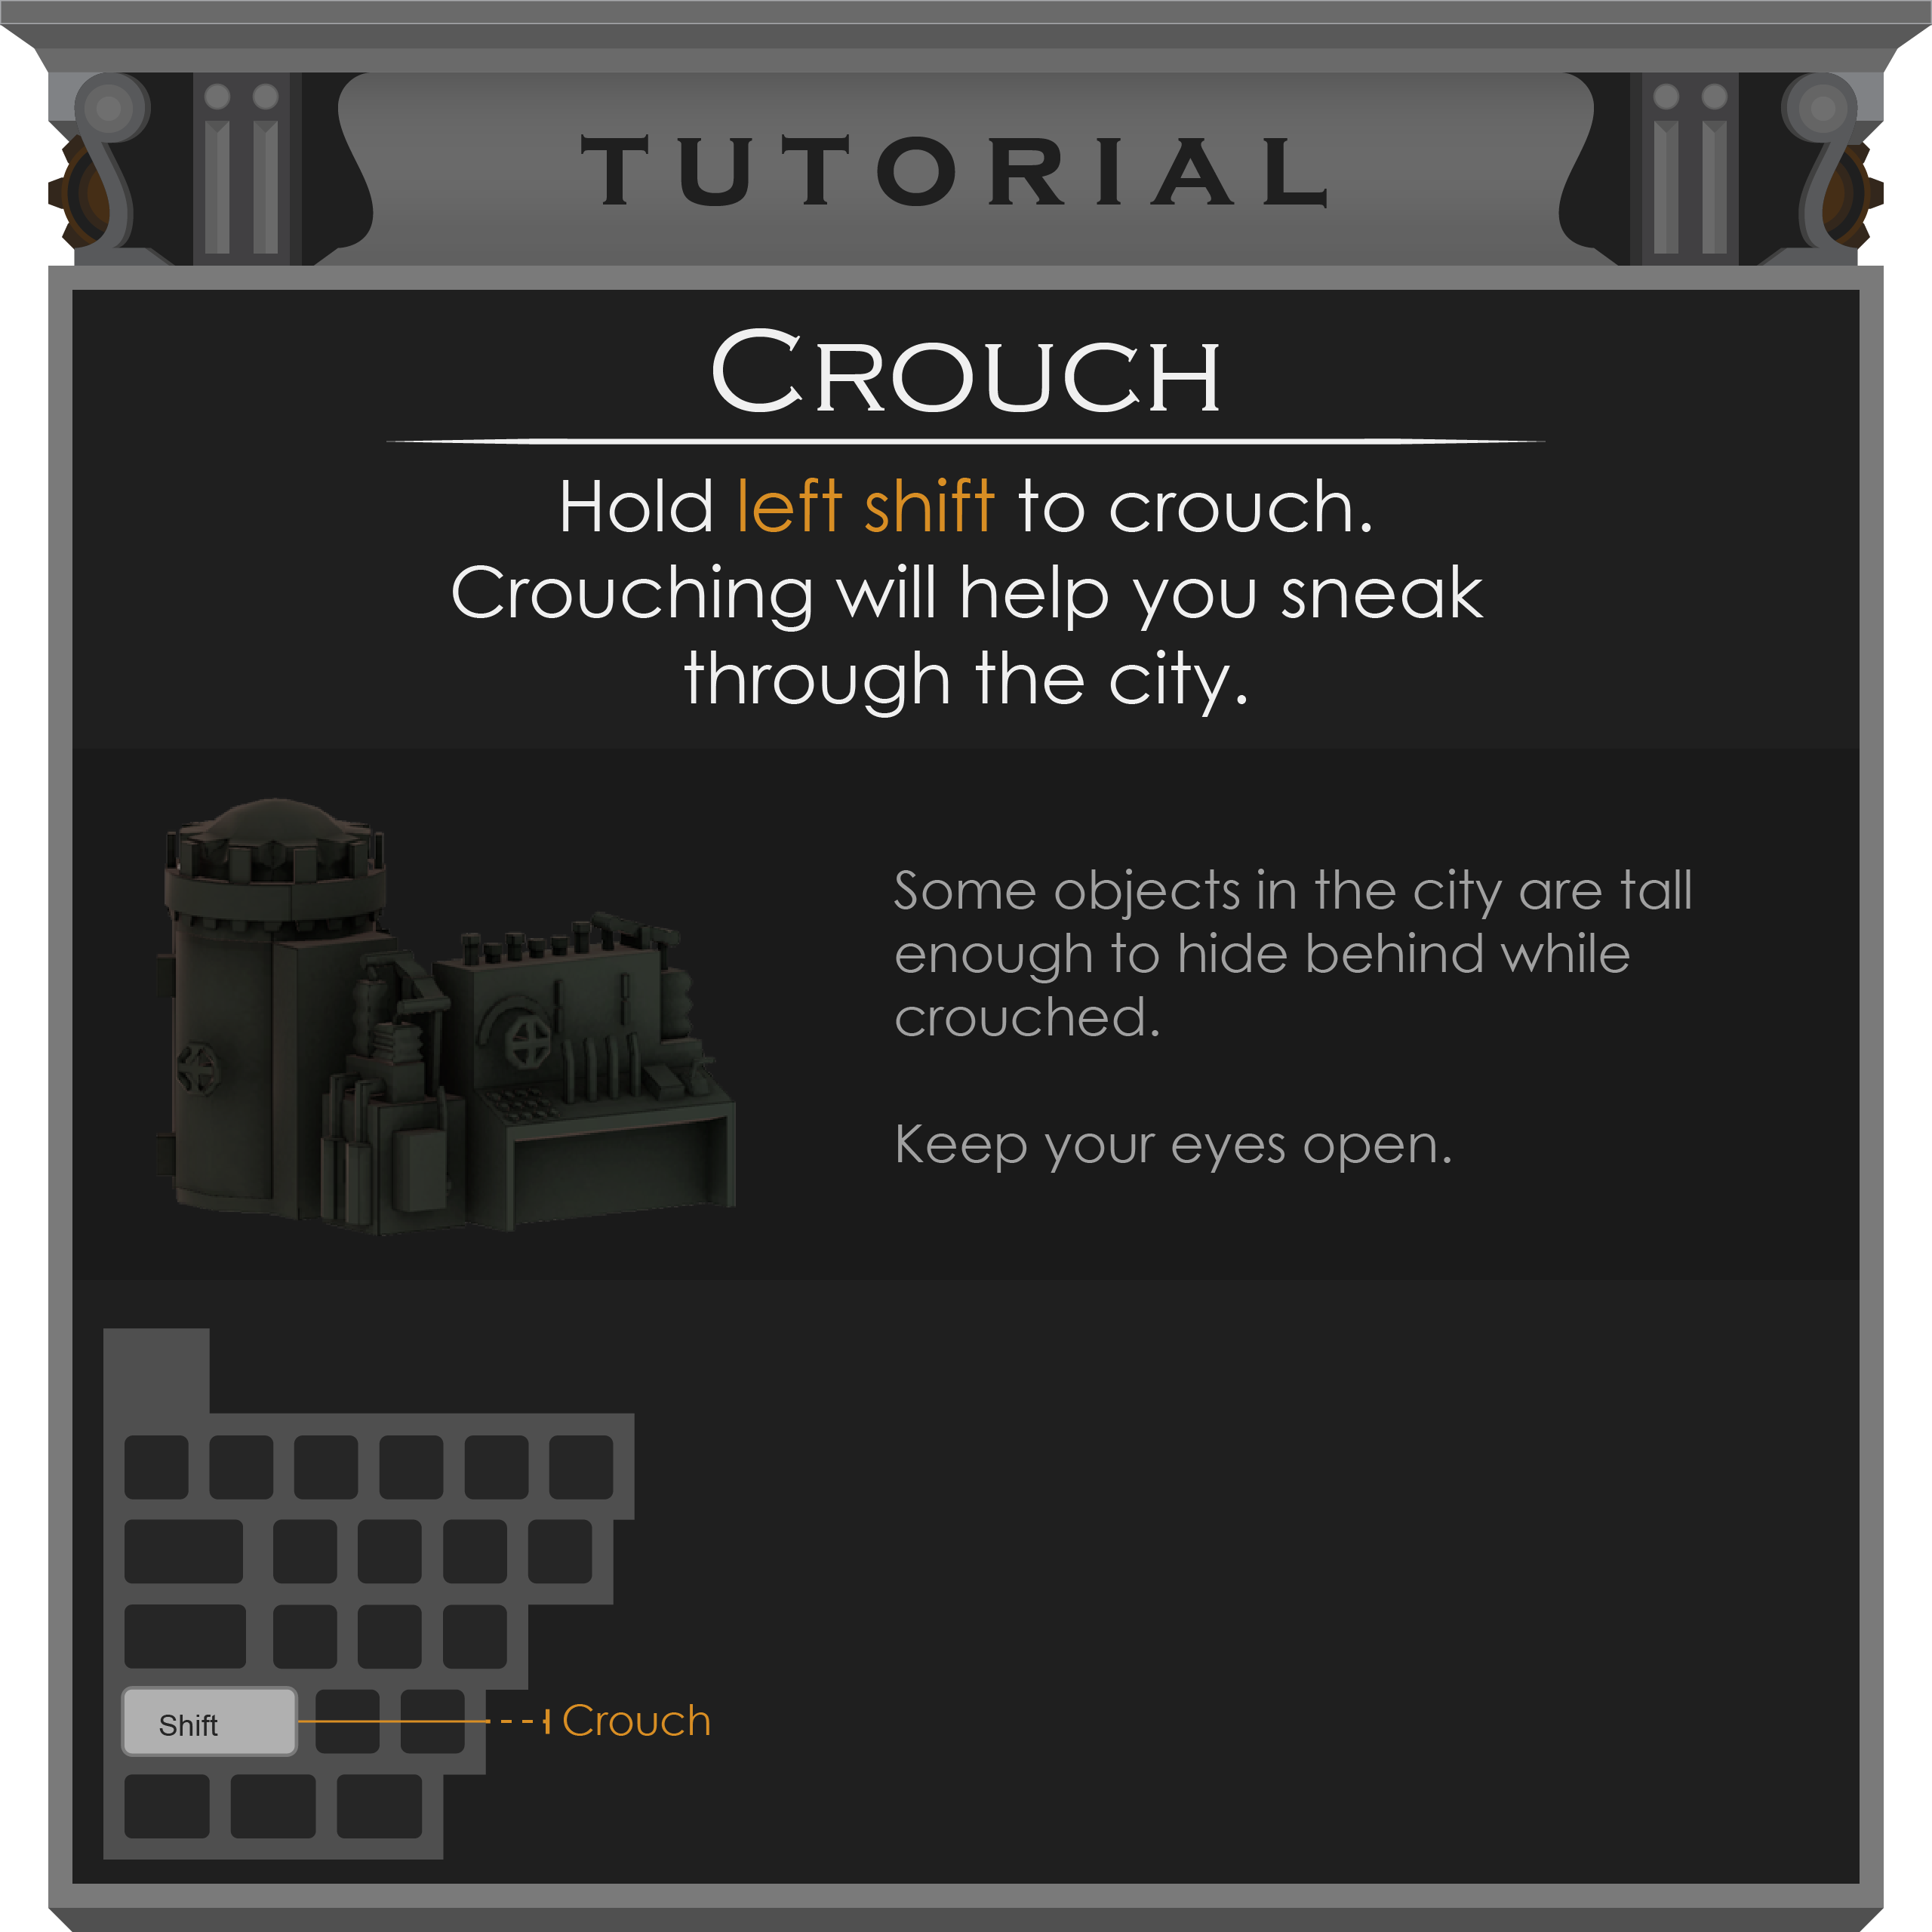 TUTORIAL
Crouch
Hold left shift to crouch.
Crouching will help you sneak
through the city.
Some objects in the city are tall
enough to hide behind while
crouched.
Keep your eyes open.
Shift
Crouch